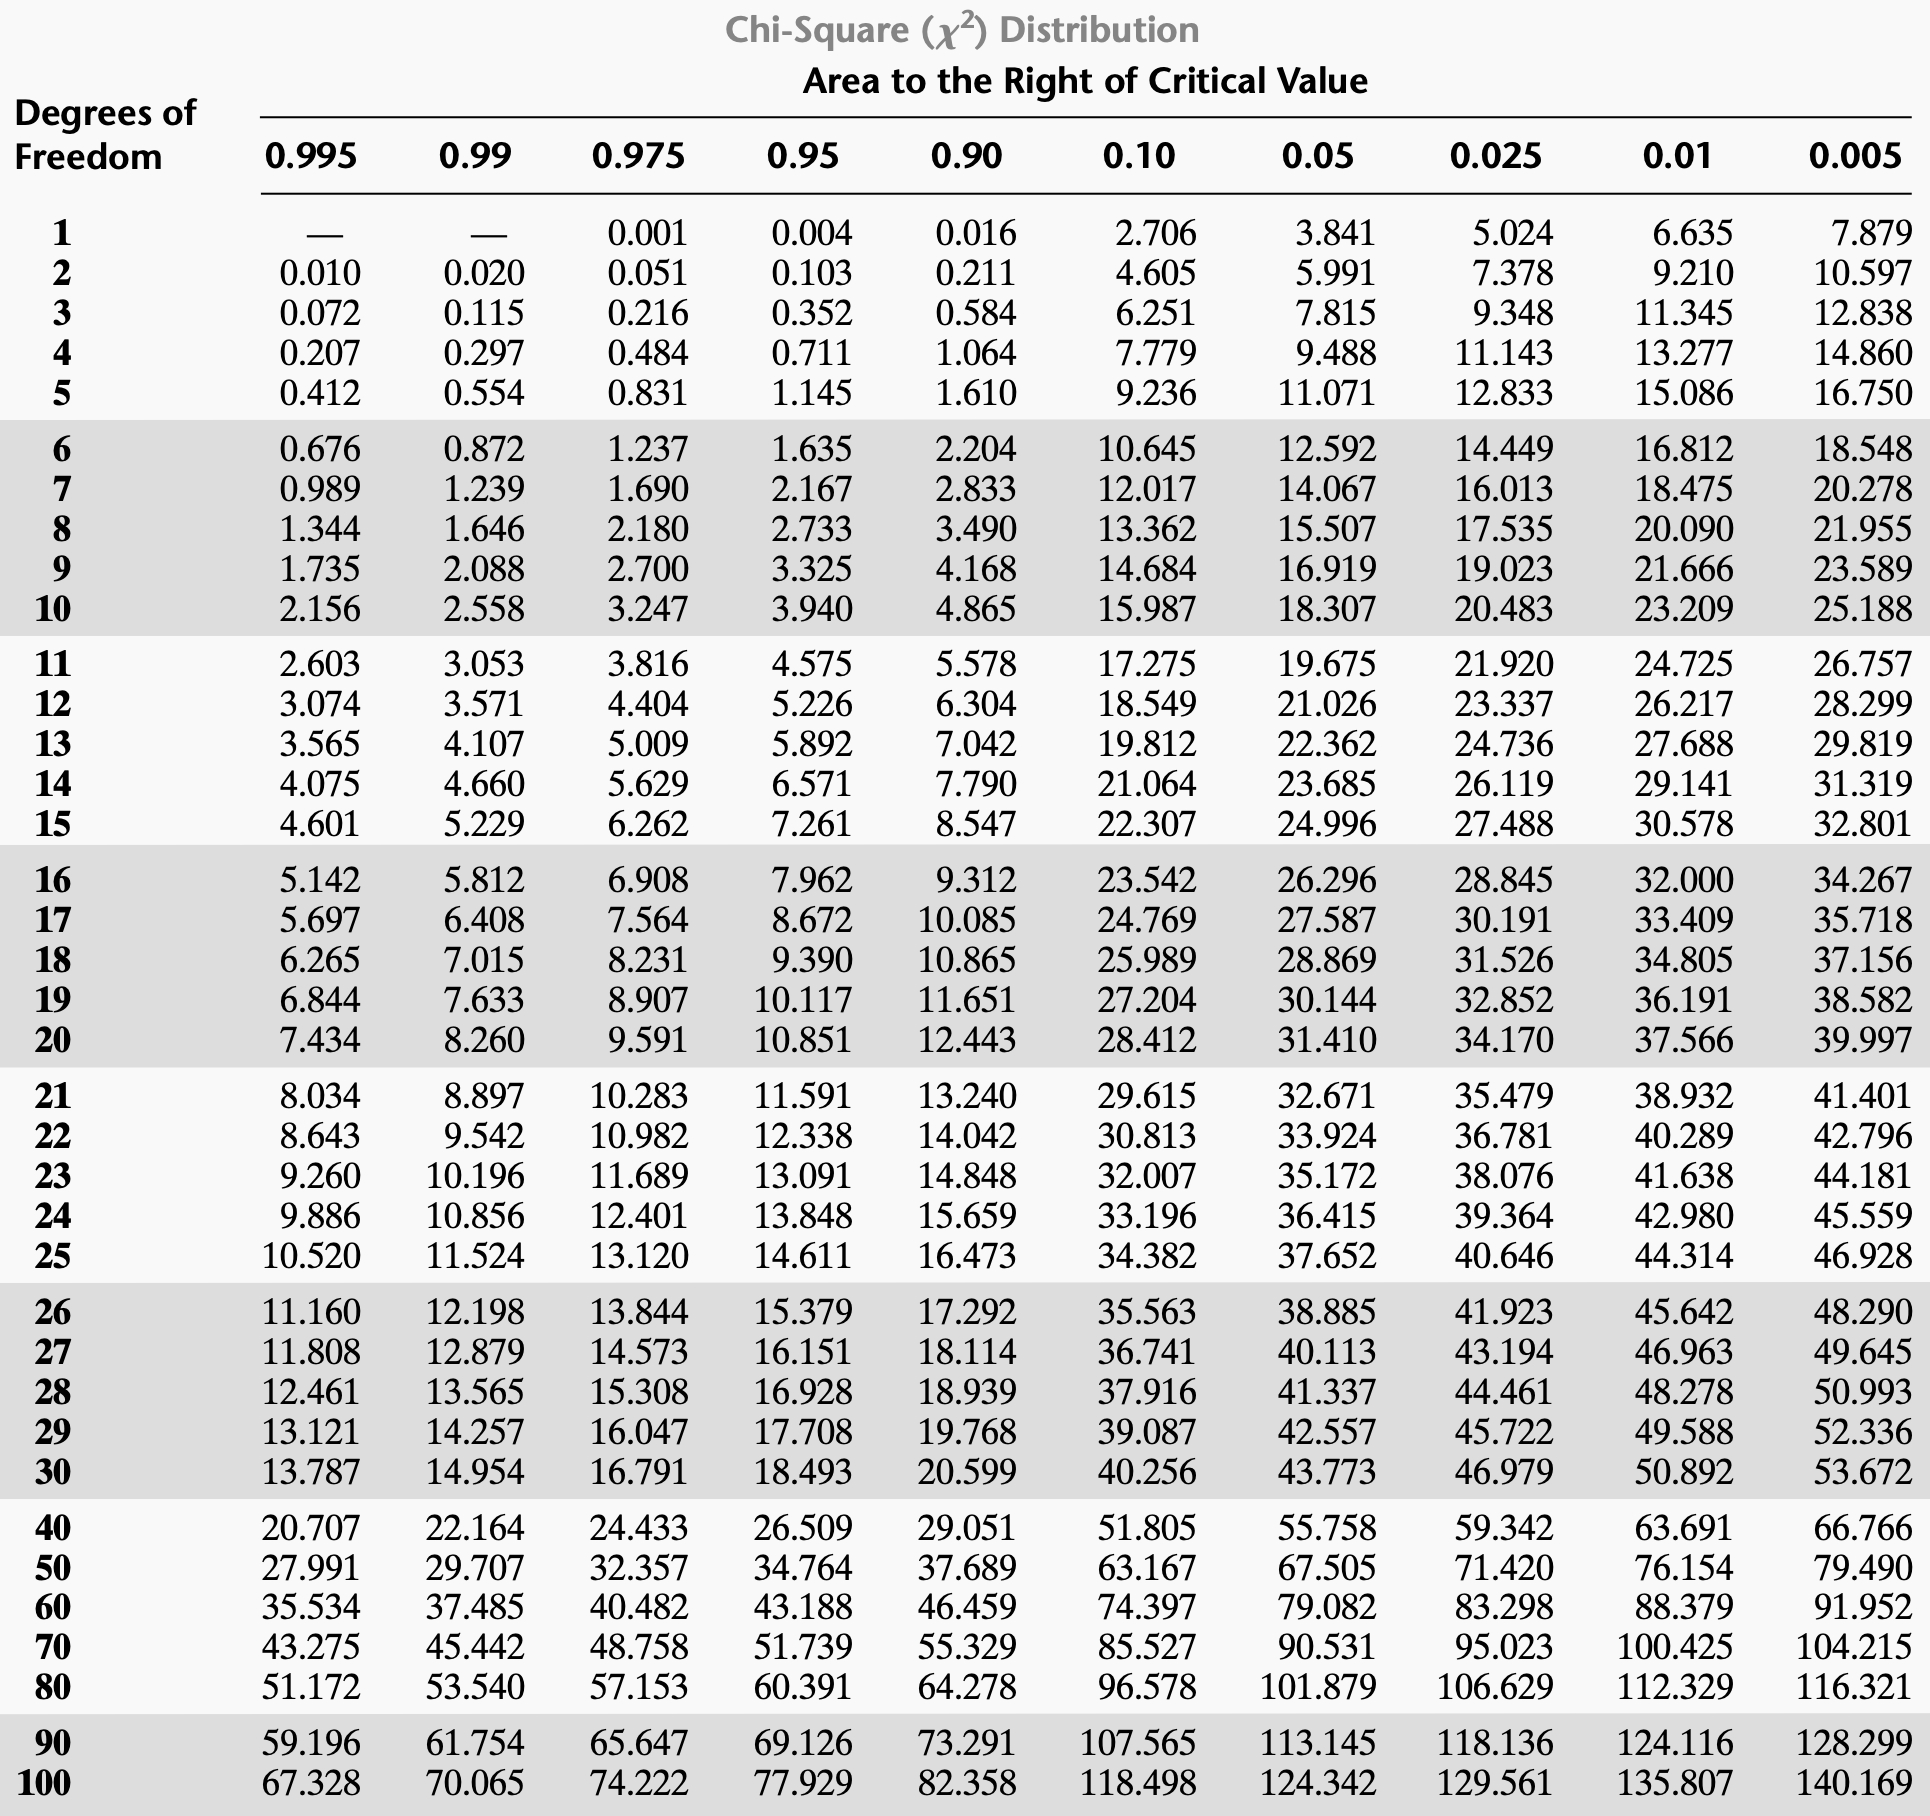 Chi-Square (χ²) Distribution
Area to the Right of Critical Value
Degrees of
Freedom 0.995 0.99 0.975 0.95 0.90 0.10 0.05 0.025 0.01 0.005
1 — — 0.001 0.004 0.016 2.706 3.841 5.024 6.635 7.879
2 0.010 0.020 0.051 0.103 0.211 4.605 5.991 7.378 9.210 10.597
3 0.072 0.115 0.216 0.352 0.584 6.251 7.815 9.348 11.345 12.838
4 0.207 0.297 0.484 0.711 1.064 7.779 9.488 11.143 13.277 14.860
5 0.412 0.554 0.831 1.145 1.610 9.236 11.071 12.833 15.086 16.750
6 0.676 0.872 1.237 1.635 2.204 10.645 12.592 14.449 16.812 18.548
7 0.989 1.239 1.690 2.167 2.833 12.017 14.067 16.013 18.475 20.278
8 1.344 1.646 2.180 2.733 3.490 13.362 15.507 17.535 20.090 21.955
9 1.735 2.088 2.700 3.325 4.168 14.684 16.919 19.023 21.666 23.589
10 2.156 2.558 3.247 3.940 4.865 15.987 18.307 20.483 23.209 25.188
11 2.603 3.053 3.816 4.575 5.578 17.275 19.675 21.920 24.725 26.757
12 3.074 3.571 4.404 5.226 6.304 18.549 21.026 23.337 26.217 28.299
13 3.565 4.107 5.009 5.892 7.042 19.812 22.362 24.736 27.688 29.819
14 4.075 4.660 5.629 6.571 7.790 21.064 23.685 26.119 29.141 31.319
15 4.601 5.229 6.262 7.261 8.547 22.307 24.996 27.488 30.578 32.801
16 5.142 5.812 6.908 7.962 9.312 23.542 26.296 28.845 32.000 34.267
17 5.697 6.408 7.564 8.672 10.085 24.769 27.587 30.191 33.409 35.718
18 6.265 7.015 8.231 9.390 10.865 25.989 28.869 31.526 34.805 37.156
19 6.844 7.633 8.907 10.117 11.651 27.204 30.144 32.852 36.191 38.582
20 7.434 8.260 9.591 10.851 12.443 28.412 31.410 34.170 37.566 39.997
21 8.034 8.897 10.283 11.591 13.240 29.615 32.671 35.479 38.932 41.401
22 8.643 9.542 10.982 12.338 14.042 30.813 33.924 36.781 40.289 42.796
23 9.260 10.196 11.689 13.091 14.848 32.007 35.172 38.076 41.638 44.181
24 9.886 10.856 12.401 13.848 15.659 33.196 36.415 39.364 42.980 45.559
25 10.520 11.524 13.120 14.611 16.473 34.382 37.652 40.646 44.314 46.928
26 11.160 12.198 13.844 15.379 17.292 35.563 38.885 41.923 45.642 48.290
27 11.808 12.879 14.573 16.151 18.114 36.741 40.113 43.194 46.963 49.645
28 12.461 13.565 15.308 16.928 18.939 37.916 41.337 44.461 48.278 50.993
29 13.121 14.257 16.047 17.708 19.768 39.087 42.557 45.722 49.588 52.336
30 13.787 14.954 16.791 18.493 20.599 40.256 43.773 46.979 50.892 53.672
40 20.707 22.164 24.433 26.509 29.051 51.805 55.758 59.342 63.691 66.766
50 27.991 29.707 32.357 34.764 37.689 63.167 67.505 71.420 76.154 79.490
60 35.534 37.485 40.482 43.188 46.459 74.397 79.082 83.298 88.379 91.952
70 43.275 45.442 48.758 51.739 55.329 85.527 90.531 95.023 100.425 104.215
80 51.172 53.540 57.153 60.391 64.278 96.578 101.879 106.629 112.329 116.321
90 59.196 61.754 65.647 69.126 73.291 107.565 113.145 118.136 124.116 128.299
100 67.328 70.065 74.222 77.929 82.358 118.498 124.342 129.561 135.807 140.169